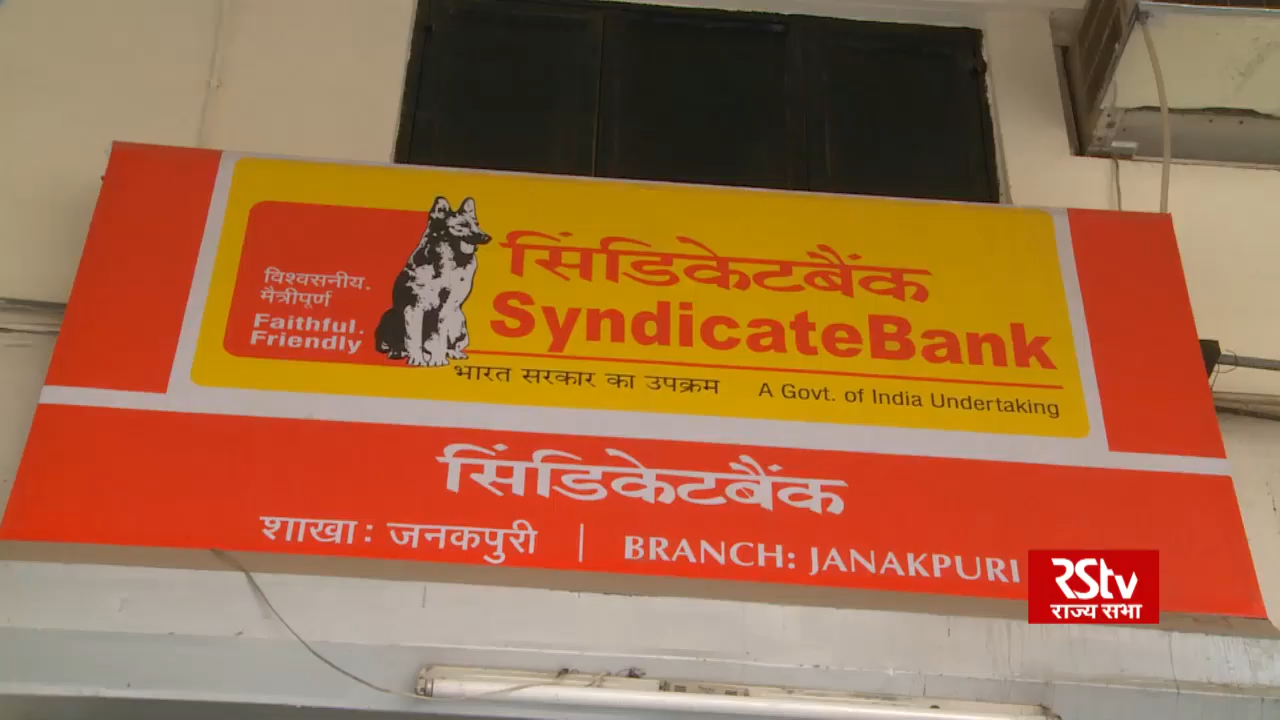 विश्वसनीय.
मैत्रीपूर्ण
Faithful.
Friendly
सिंडिकेटबैंक
SyndicateBank
भारत सरकार का उपक्रम A Govt. of India Undertaking
सिंडिकेटबैंक
शाखा: जनकपुरी | BRANCH: JANAKPURI
RStv
राज्य सभा